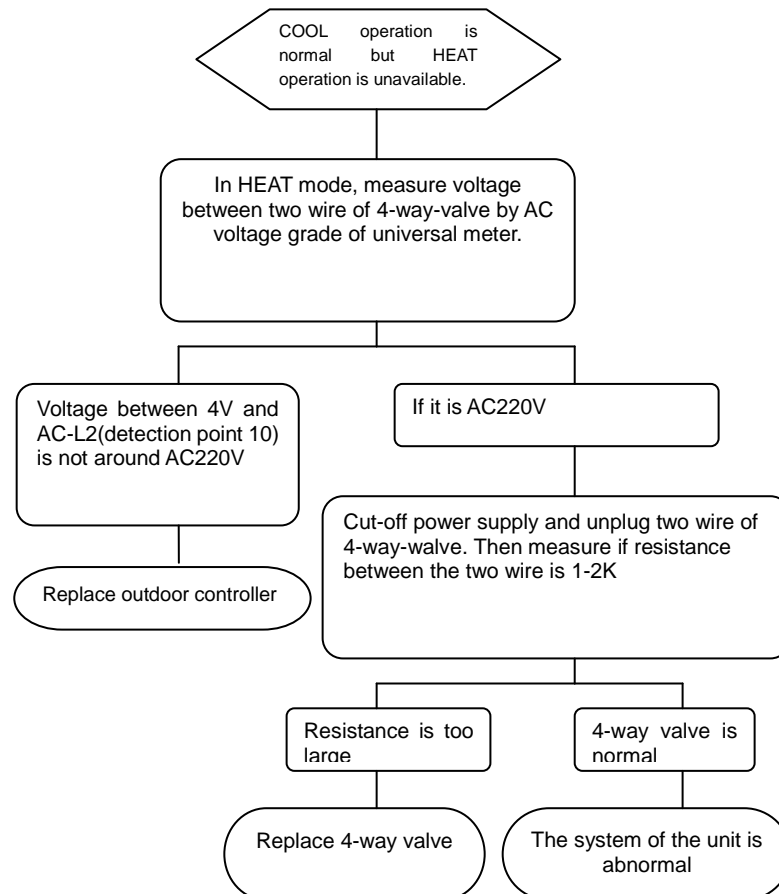 COOL operation is
normal but HEAT
operation is unavailable.
In HEAT mode, measure voltage
between two wire of 4-way-valve by AC
voltage grade of universal meter.
Voltage between 4V and
AC-L2(detection point 10)
is not around AC220V
If it is AC220V
Cut-off power supply and unplug two wire of
4-way-walve. Then measure if resistance
between the two wire is 1-2K
Replace outdoor controller
Resistance is too
large
4-way valve is
normal
Replace 4-way valve
The system of the unit is
abnormal